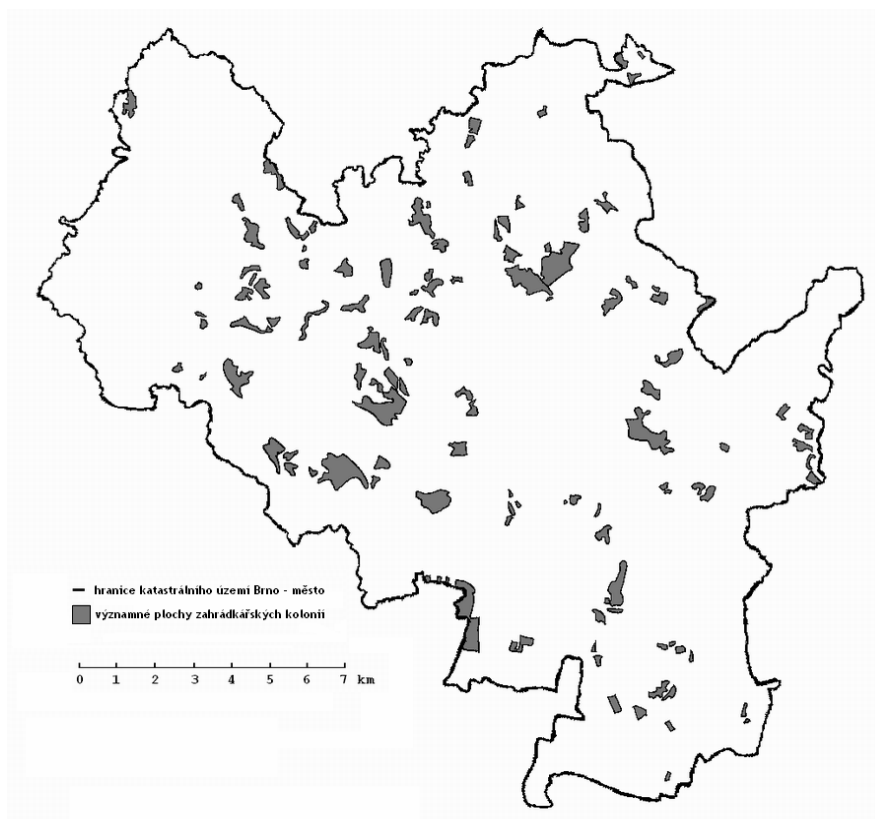 hranice katastrálního území Brno - město
významné plochy zahrádkářských kolonií
0 1 2 3 4 5 6 7 km